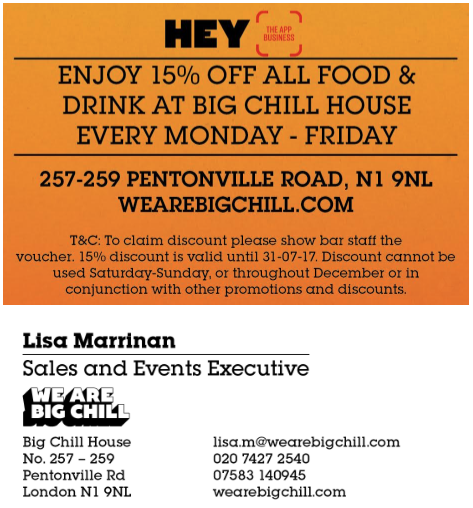 HEY
THE APP
BUSINESS
ENJOY 15% OFF ALL FOOD &
DRINK AT BIG CHILL HOUSE
EVERY MONDAY - FRIDAY
257-259 PENTONVILLE ROAD, N1 9NL
WEAREBIGCHILL.COM
T&C: To claim discount please show bar staff the
voucher. 15% discount is valid until 31-07-17. Discount cannot be
used Saturday-Sunday, or throughout December or in
conjunction with other promotions and discounts.
Lisa Marrinan
Sales and Events Executive
WE ARE
BIG CHILL
Big Chill House
No. 257 – 259
Pentonville Rd
London N1 9NL
lisa.m@wearebigchill.com
020 7427 2540
07583 140945
wearebigchill.com